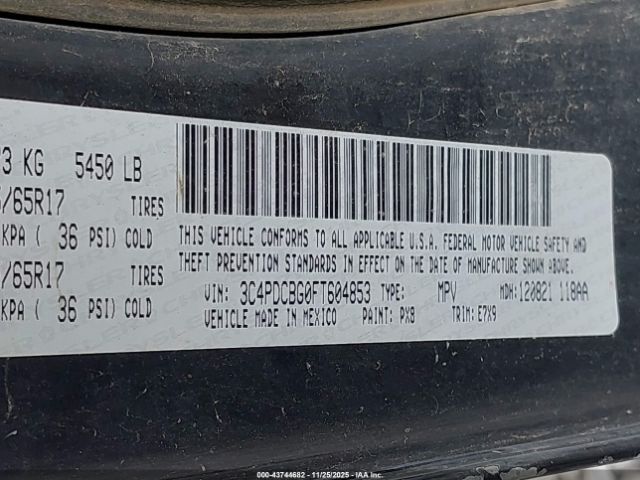 73 KG 5450 LB
/65R17 TIRES
KPA ( 36 PSI) COLD
/65R17 TIRES
KPA ( 36 PSI) COLD
THIS VEHICLE CONFORMS TO ALL APPLICABLE U.S.A. FEDERAL MOTOR VEHICLE SAFETY AND
THEFT PREVENTION STANDARDS IN EFFECT ON THE DATE OF MANUFACTURE SHOWN ABOVE.
VIN: 3C4PDCBG0FT604853 TYPE: MPV MDH: 120821 118AA
VEHICLE MADE IN MEXICO PAINT: PX8 TRIM: E7X9
000-43744682 - 11/25/2025 - IAA Inc.